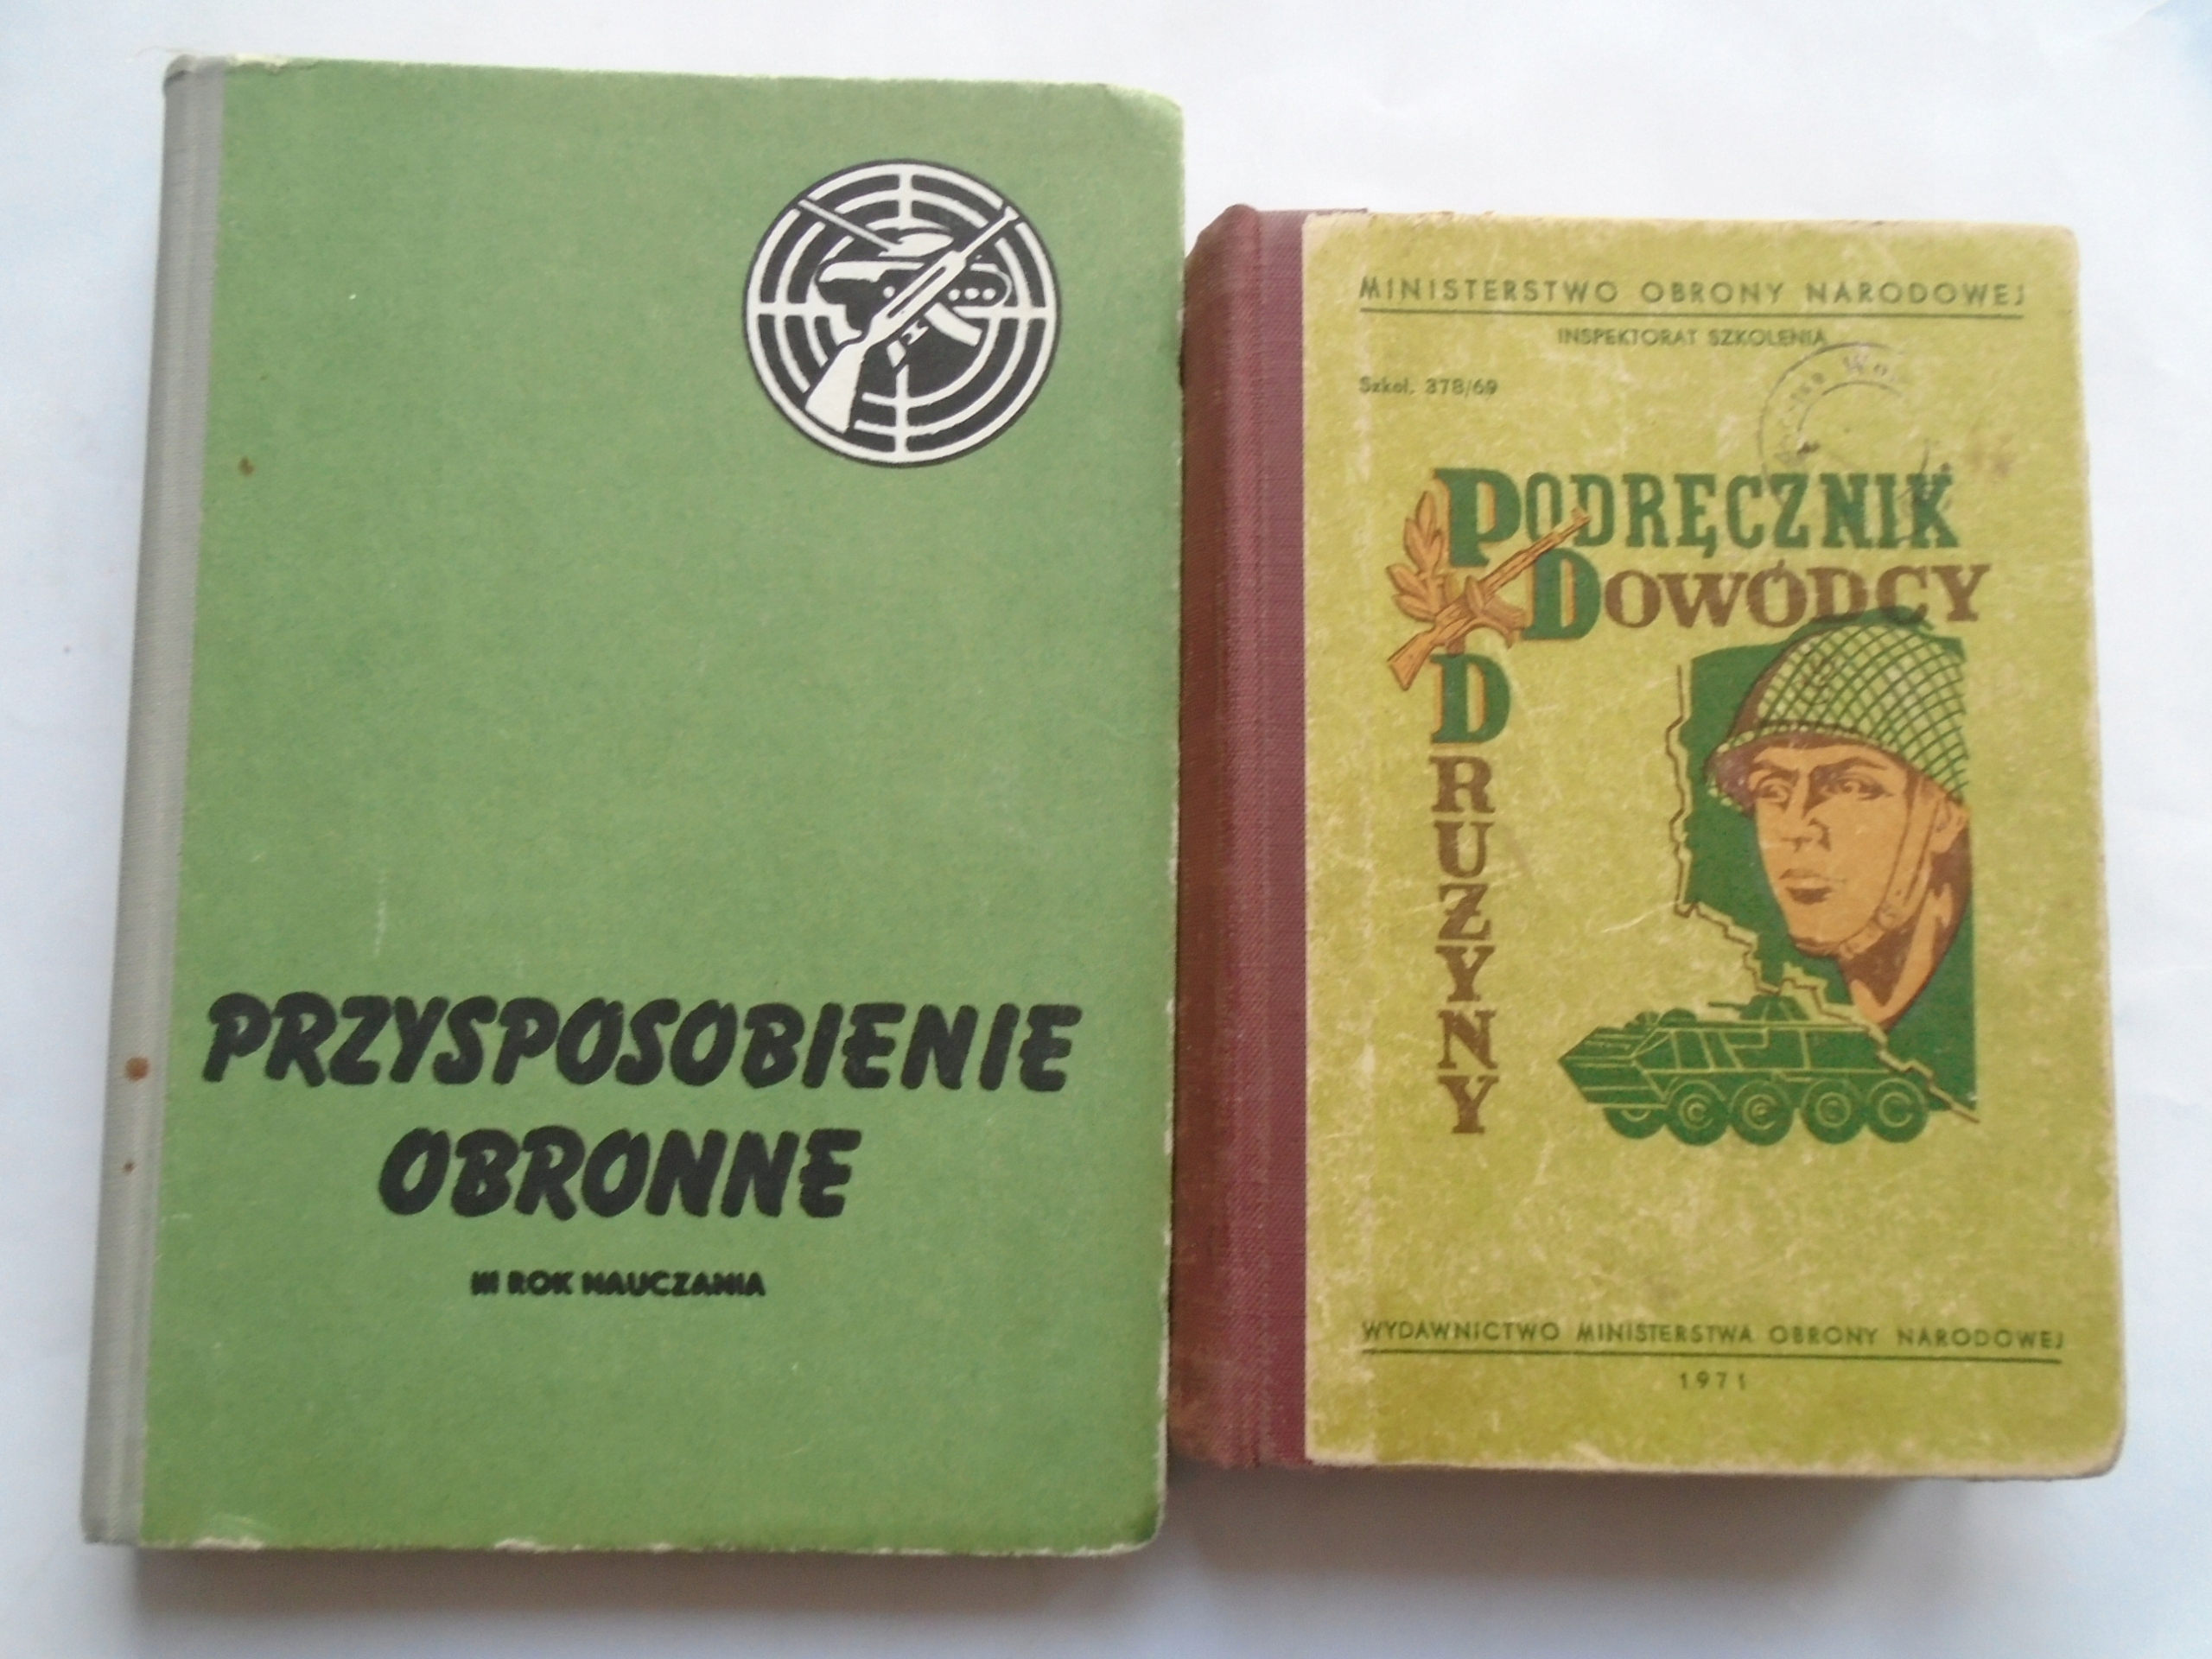 PRZYSPOSOBIENIE
OBRONNE
III ROK NAUCZANIA
MINISTERSTWO OBRONY NARODOWEJ
INSPEKTORAT SZKOLENIA
Szkol. 378/69
PODRĘCZNIK
DOWÓDCY
DRUŻYNY
WYDAWNICTWO MINISTERSTWA OBRONY NARODOWEJ
1971